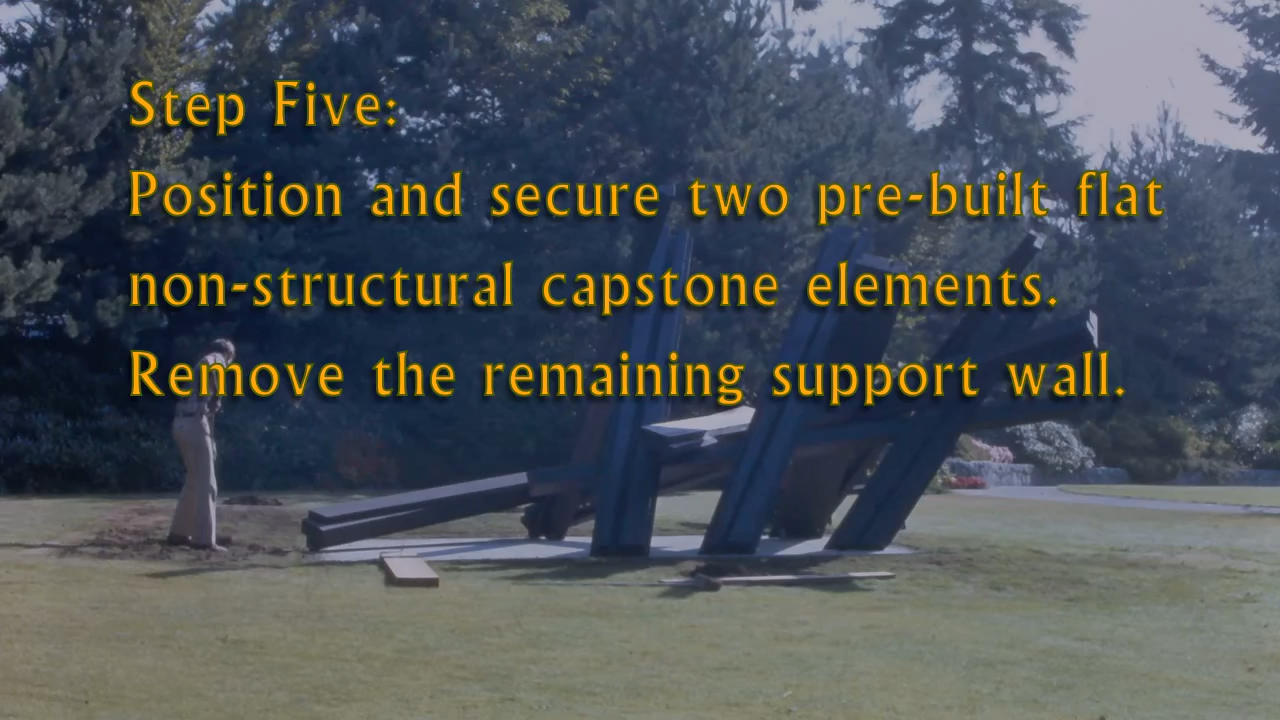 Step Five:
Position and secure two pre-built flat
non-structural capstone elements.
Remove the remaining support wall.